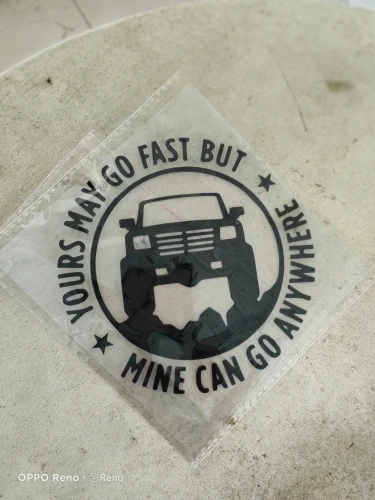 YOURS MAY GO FAST BUT
MINE CAN GO ANYWHERE
OPPO Reno · © Reno